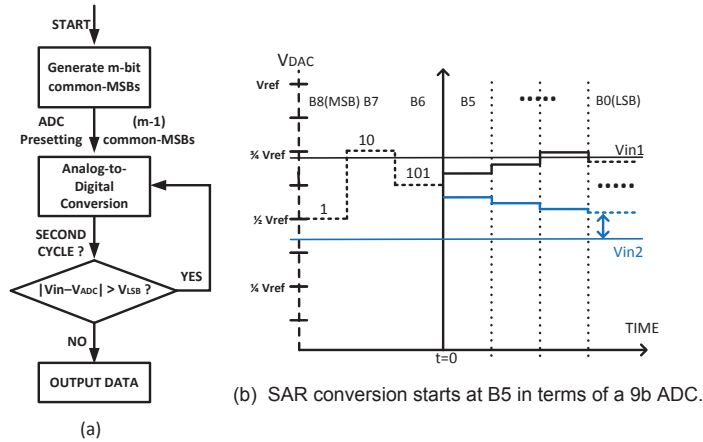 START
Generate m-bit
common-MSBs
ADC
Presetting
(m-1)
common-MSBs
Analog-to-
Digital
Conversion
SECOND
CYCLE ?
YES
|Vin–VADC| > VLSB ?
NO
OUTPUT DATA
(a)
VDAC
Vref
B8(MSB) B7
B6
B5
B0(LSB)
10
¾ Vref
Vin1
101
1
½ Vref
Vin2
¼ Vref
TIME
t=0
(b) SAR conversion starts at B5 in terms of a 9b ADC.